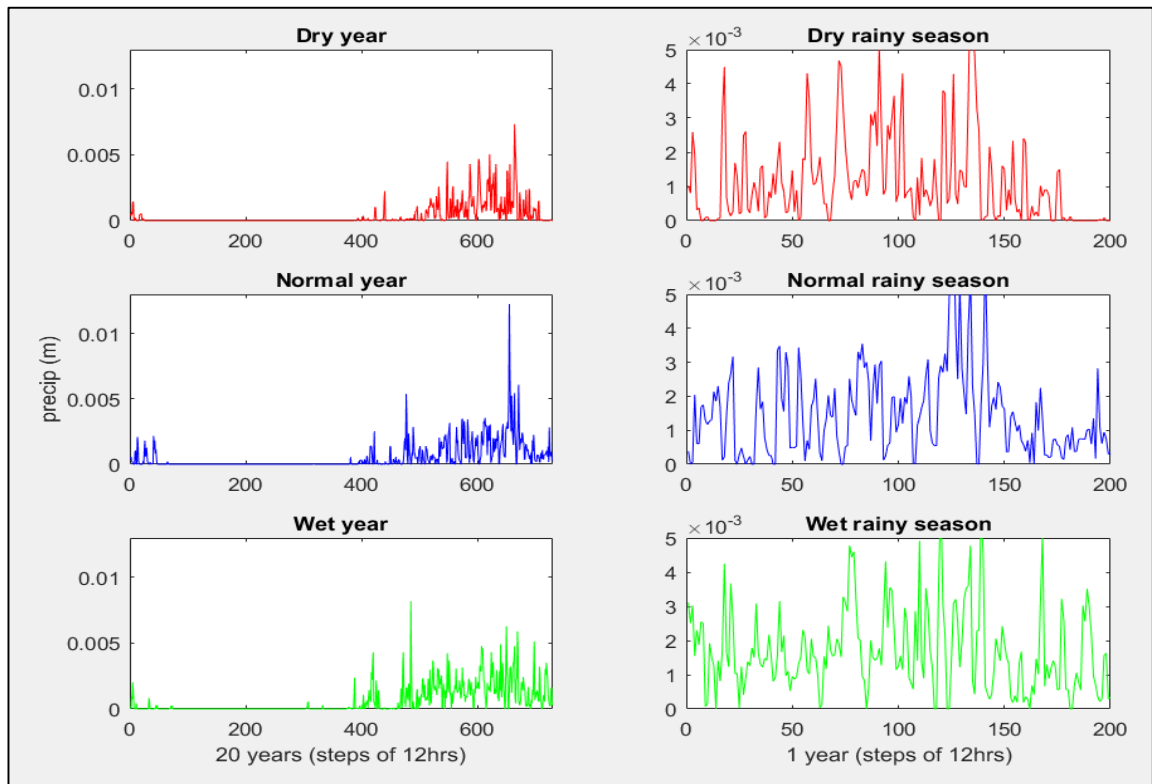 Dry year
0.01
0.005
0
0 200 400 600
Dry rainy season
5 ×10⁻³
4
3
2
1
0
0 50 100 150 200
Normal year
precip (m)
0.01
0.005
0
0 200 400 600
Normal rainy season
5 ×10⁻³
4
3
2
1
0
0 50 100 150 200
Wet year
0.01
0.005
0
0 200 400 600
20 years (steps of 12hrs)
Wet rainy season
5 ×10⁻³
4
3
2
1
0
0 50 100 150 200
1 year (steps of 12hrs)